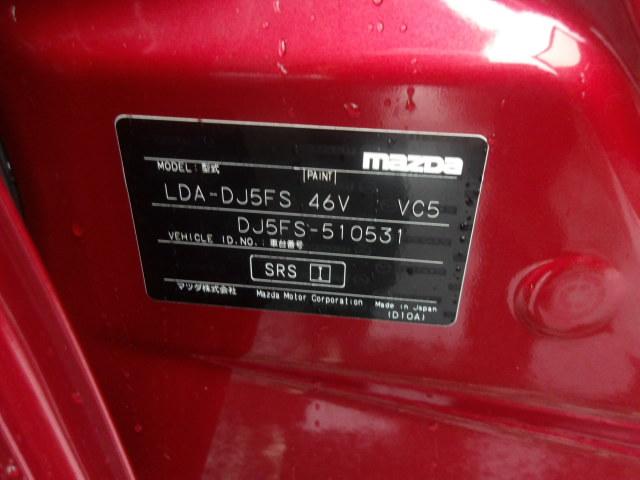 mazda
MODEL:型式 PAINT
LDA-DJ5FS 46V VC5
DJ5FS-510531
VEHICLE ID.NO.:車台番号
SRS I
マツダ株式会社 Mazda Motor Corporation Made in Japan
(D10A)